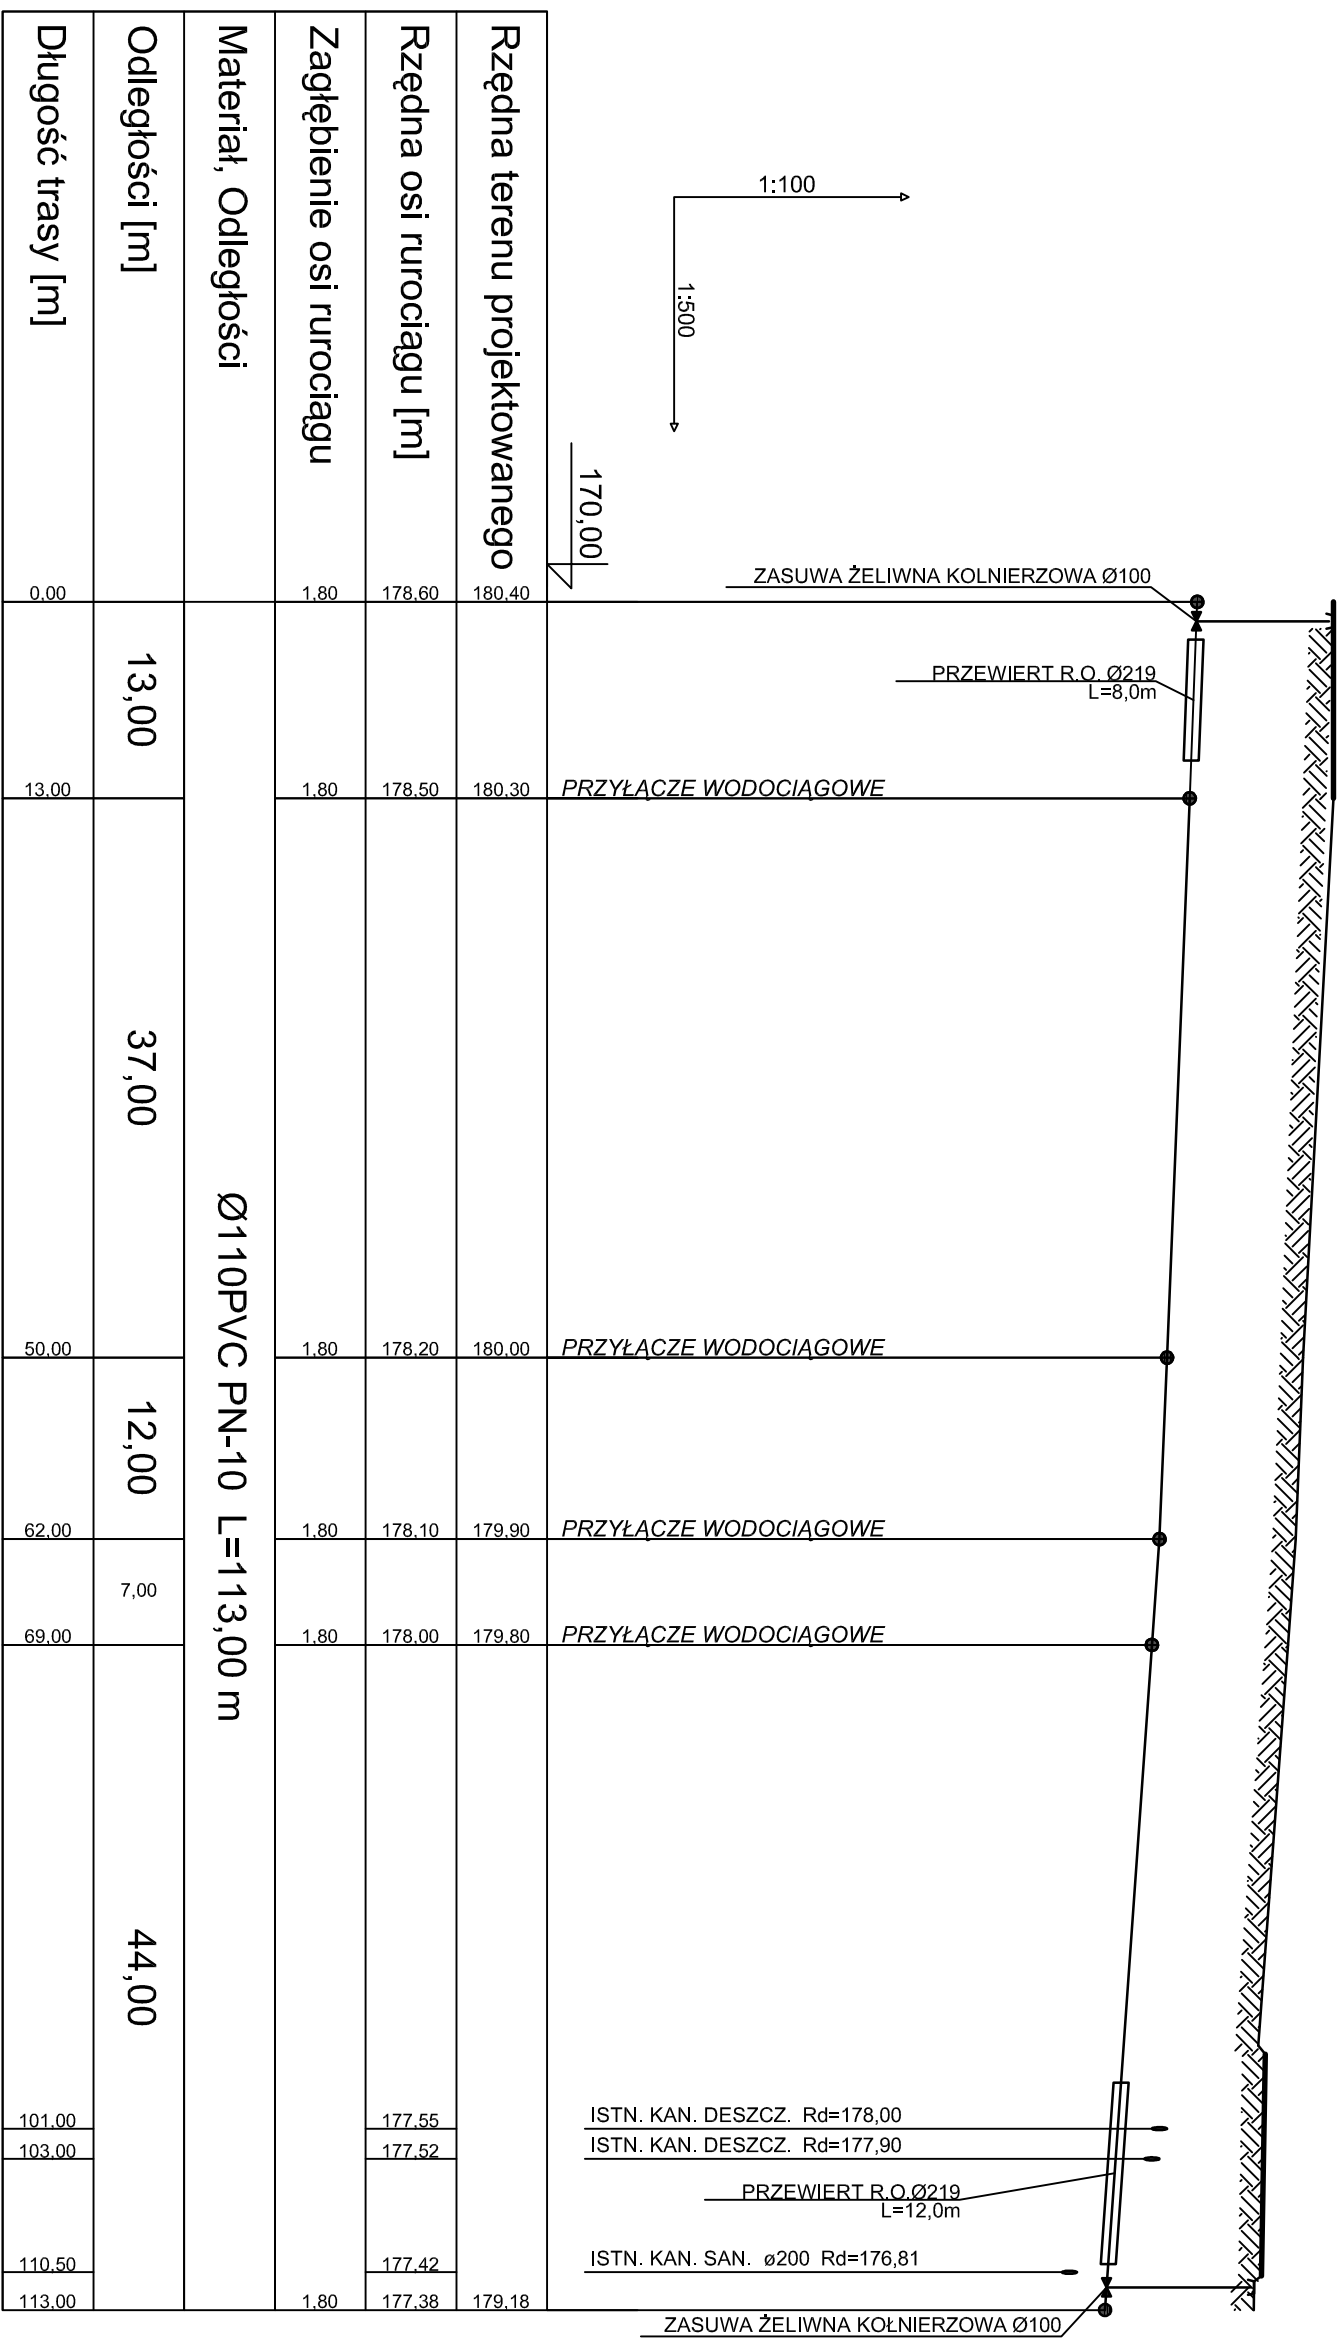 1:100
1:500
170,00
Rzędna terenu projektowanego
Rzędna osi rurociągu [m]
Zagłębienie osi rurociągu
Materiał, Odległości
Odległości [m]
Długość trasy [m]
ZASUWA ŻELIWNA KOLNIERZOWA Ø100
0,00 1,80 178,60 180,40
PRZEWIERT R.O. Ø219
L=8,0m
13,00
13,00 1,80 178,50 180,30 PRZYŁĄCZE WODOCIĄGOWE
37,00
Ø110PVC PN-10 L=113,00 m
50,00 1,80 178,20 180,00 PRZYŁĄCZE WODOCIĄGOWE
12,00
62,00 1,80 178,10 179,90 PRZYŁĄCZE WODOCIĄGOWE
7,00
69,00 1,80 178,00 179,80 PRZYŁĄCZE WODOCIĄGOWE
44,00
101,00 177,55 ISTN. KAN. DESZCZ. Rd=178,00
103,00 177,52 ISTN. KAN. DESZCZ. Rd=177,90
PRZEWIERT R.O.Ø219
L=12,0m
110,50 177,42 ISTN. KAN. SAN. ø200 Rd=176,81
113,00 1,80 177,38 179,18
ZASUWA ŻELIWNA KOŁNIERZOWA Ø100